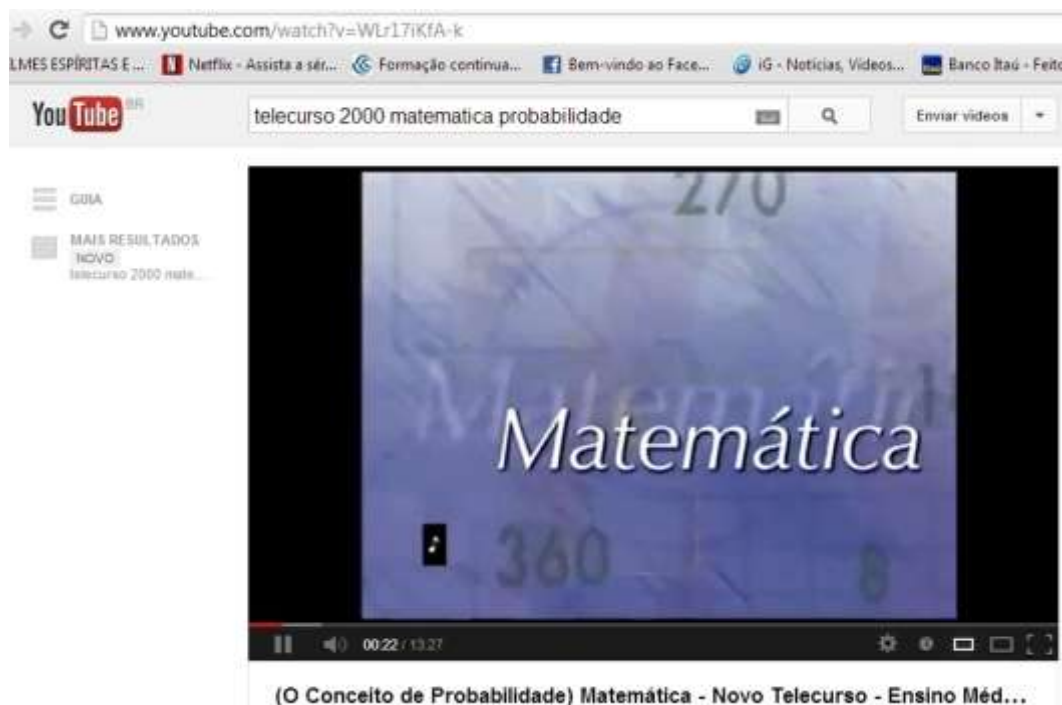 www.youtube.com/watch?v=WLr17iKfA-k
LMES ESPÍRITAS E ... N Netflix - Assista a sér... Formação continua... Bem-vindo ao Face... iG - Notícias, Vídeos... Banco Itaú - Feito
YouTube BR telecurso 2000 matematica probabilidade Enviar vídeos
GUIA
MAIS RESULTADOS
NOVO
telecurso 2000 mate...
270
Matemática
Matemática
360 8
00:22 / 13:27
(O Conceito de Probabilidade) Matemática - Novo Telecurso - Ensino Méd...